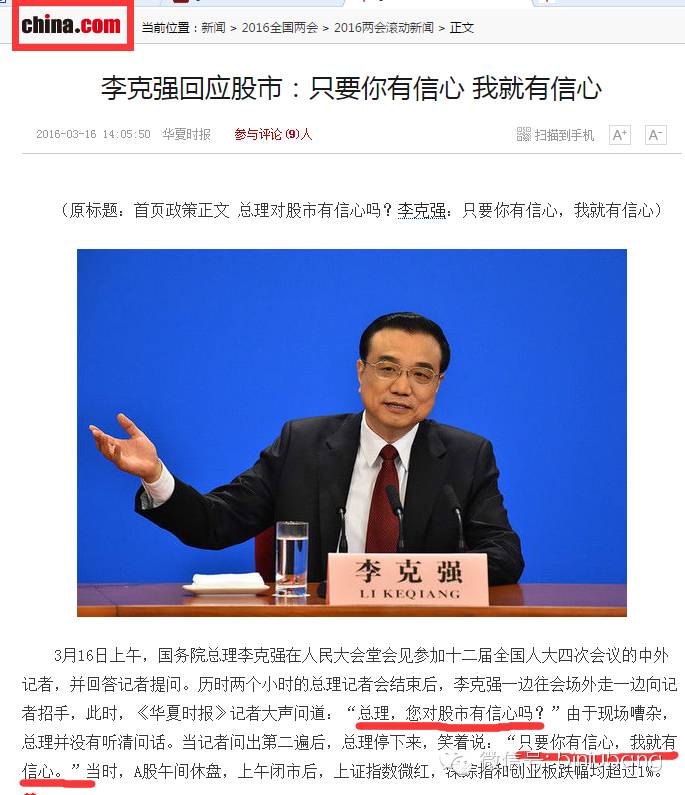 china.com 当前位置：新闻 > 2016全国两会 > 2016两会滚动新闻 > 正文
李克强回应股市：只要你有信心 我就有信心
2016-03-16 14:05:50 华夏时报 参与评论(9)人 扫描到手机 A+ A-
（原标题：首页政策正文 总理对股市有信心吗？李克强：只要你有信心，我就有信心）
李克强
LI KEQIANG
3月16日上午，国务院总理李克强在人民大会堂会见参加十二届全国人大四次会议的中外
记者，并回答记者提问。历时两个小时的总理记者会结束后，李克强一边往会场外走一边向记
者招手，此时，《华夏时报》记者大声问道：“总理，您对股市有信心吗？”由于现场嘈杂，
总理并没有听清问话。当记者问出第二遍后，总理停下来，笑着说：“只要你有信心，我就有
信心。”当时，A股午间休盘，上午闭市后，上证指数微红，深综指和创业板跌幅均超过1%。
微信号: binlubang